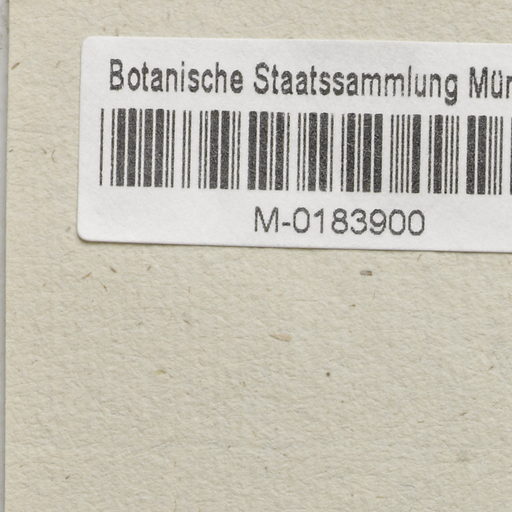 Botanische Staatssammlung Mün
M-0183900